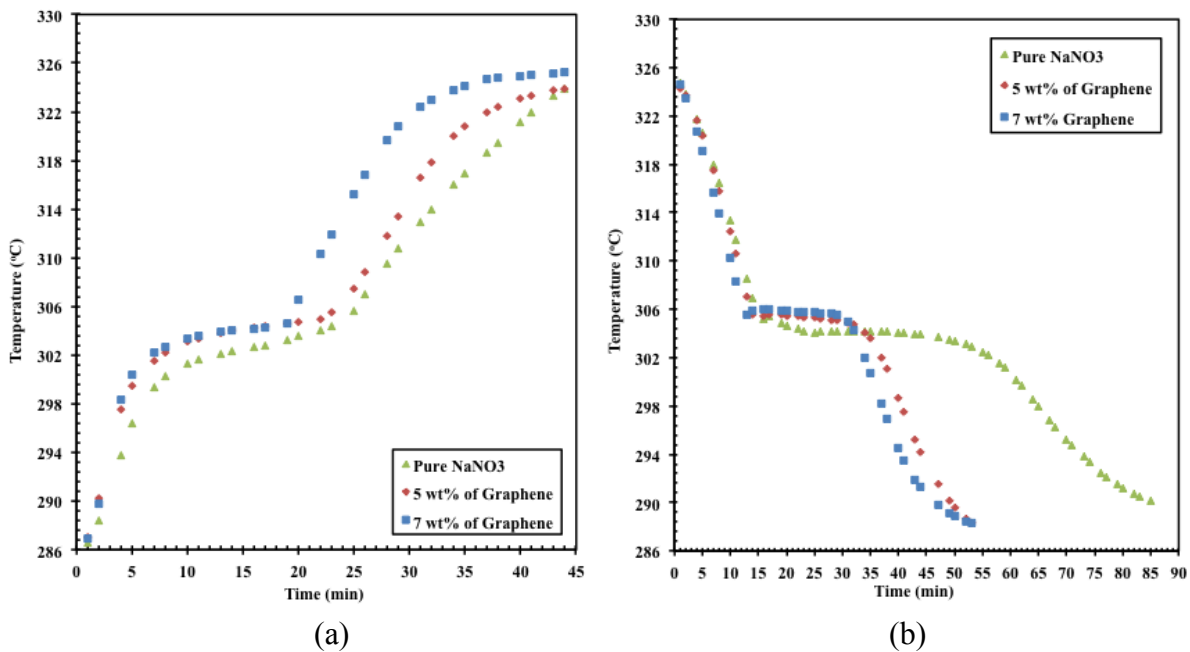 330
326
322
318
314
310
306
302
298
294
290
286
Temperature (°C)
Pure NaNO3
5 wt% of Graphene
7 wt% of Graphene
0 5 10 15 20 25 30 35 40 45
Time (min)
(a)
330
326
322
318
314
310
306
302
298
294
290
286
Temperature (°C)
Pure NaNO3
5 wt% of Graphene
7 wt% Graphene
0 5 10 15 20 25 30 35 40 45 50 55 60 65 70 75 80 85 90
Time (min)
(b)